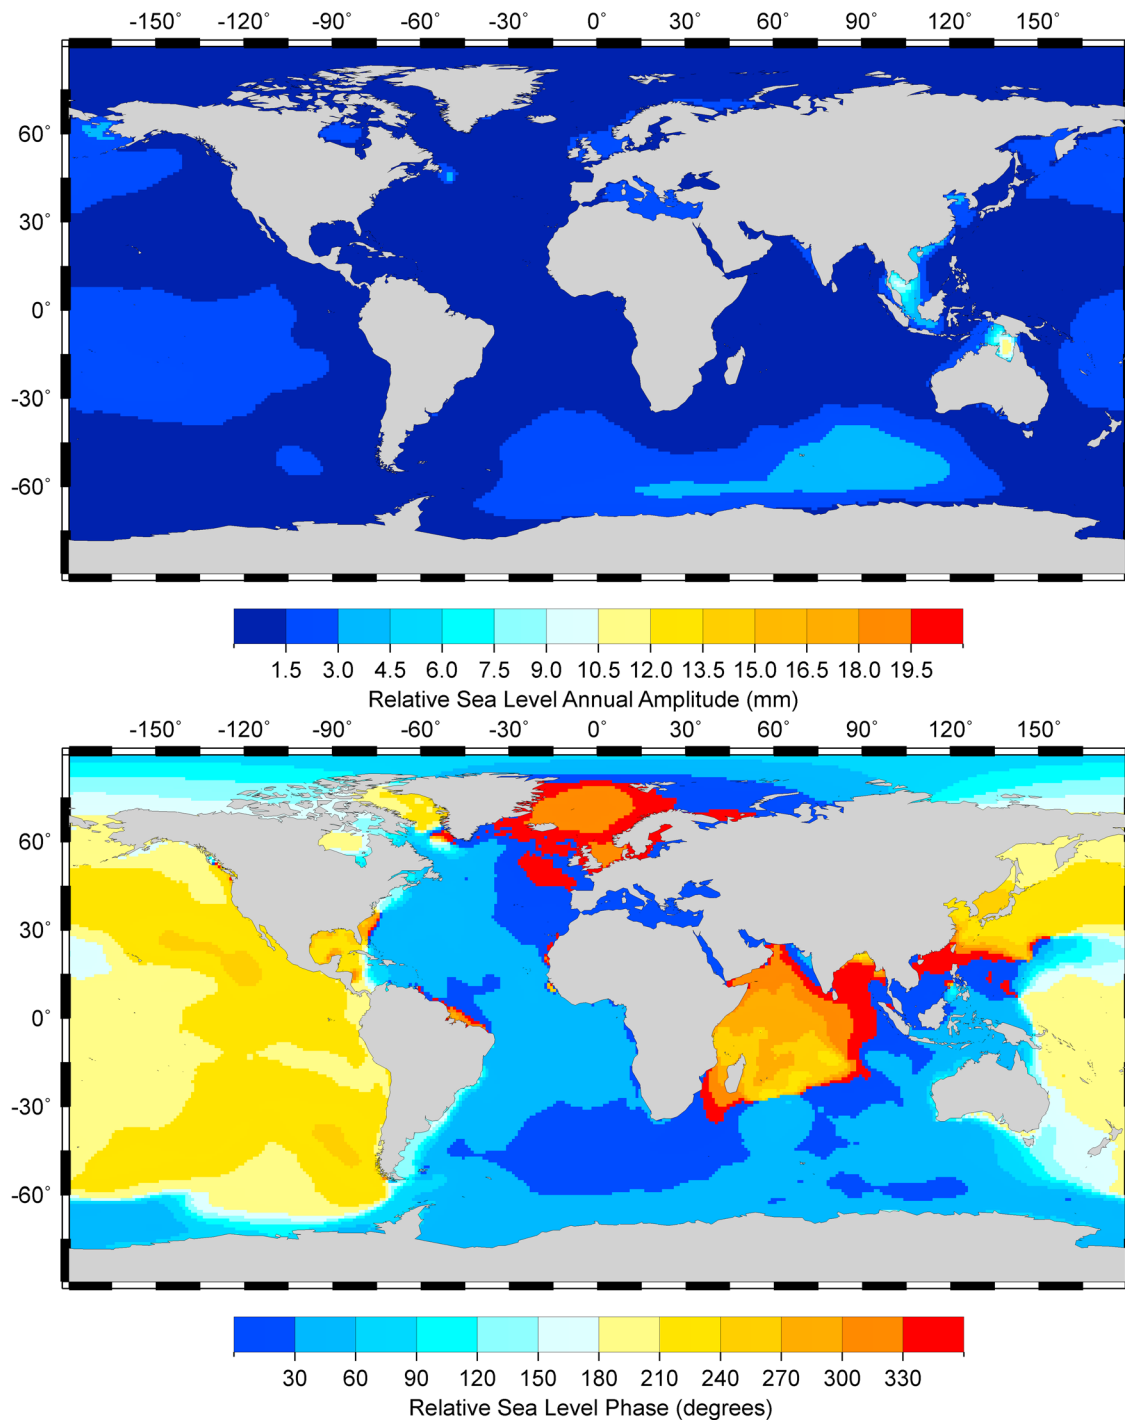 -150° -120° -90° -60° -30° 0° 30° 60° 90° 120° 150°
60°
30°
0°
-30°
-60°
1.5 3.0 4.5 6.0 7.5 9.0 10.5 12.0 13.5 15.0 16.5 18.0 19.5
Relative Sea Level Annual Amplitude (mm)
-150° -120° -90° -60° -30° 0° 30° 60° 90° 120° 150°
60°
30°
0°
-30°
-60°
30 60 90 120 150 180 210 240 270 300 330
Relative Sea Level Phase (degrees)